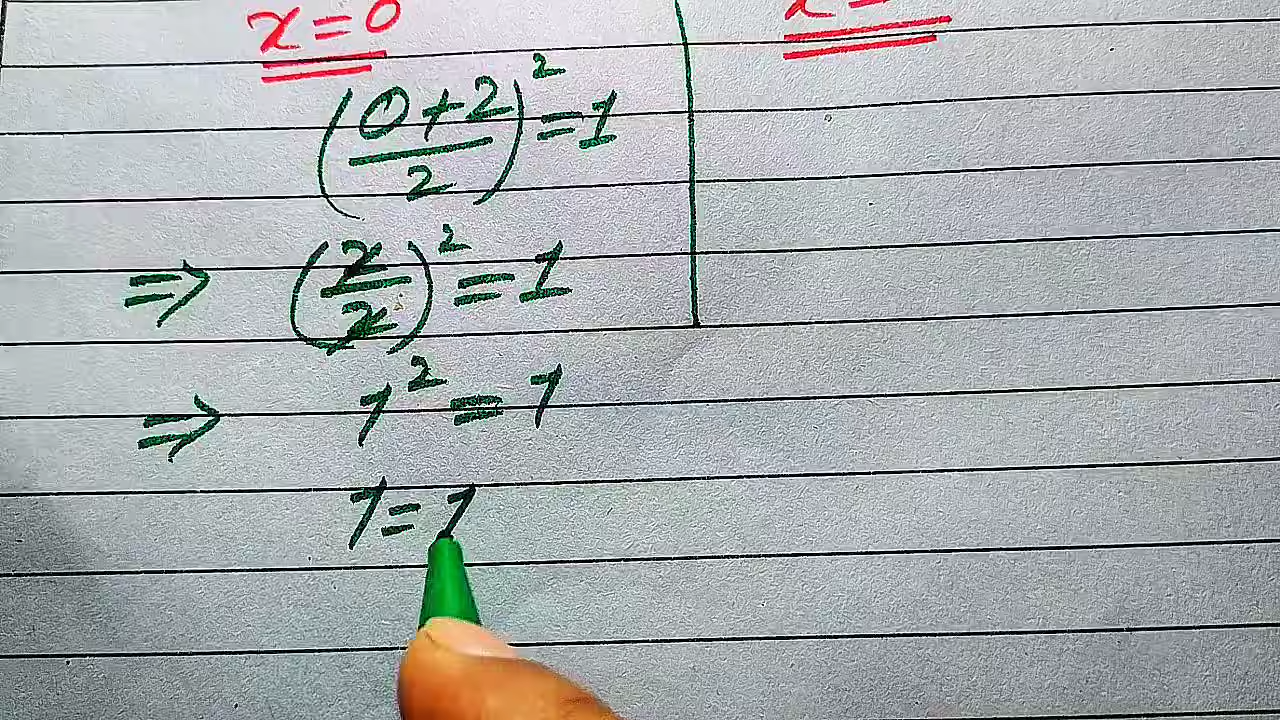 x=0
x=
(0+2/2)²=1
⇒ (2/2)²=1
⇒ 1²=1
1=1